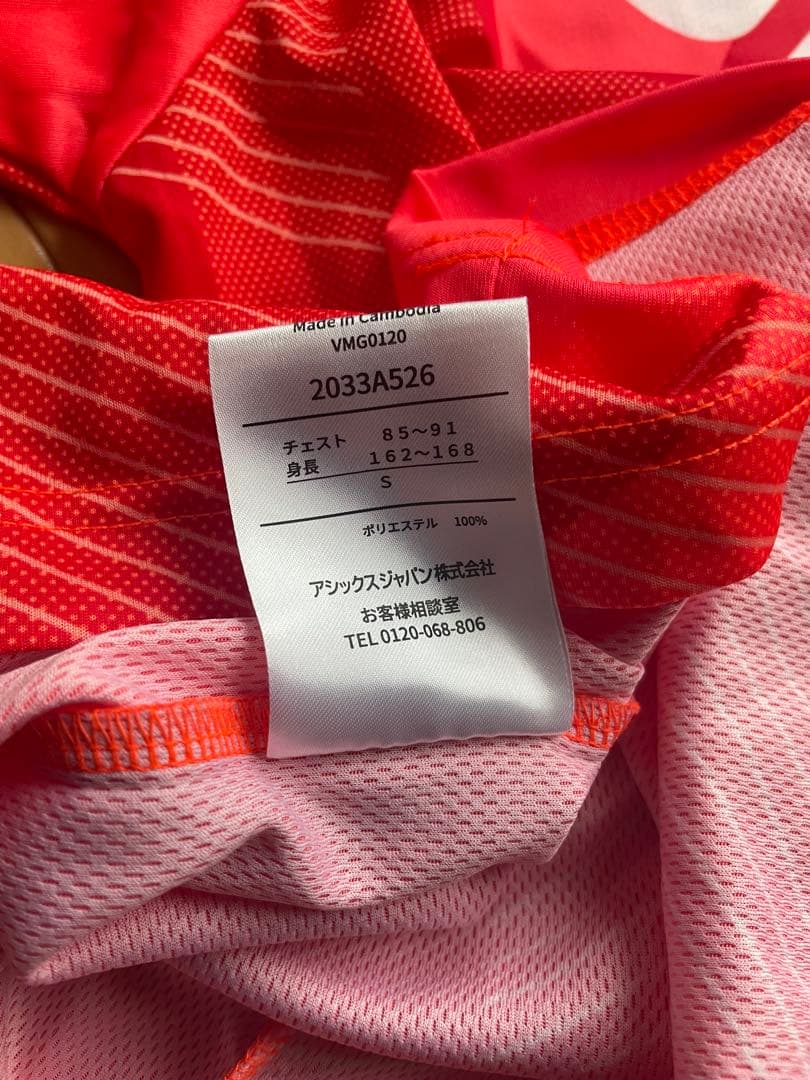 Made in Cambodia
VMG0120
2033A526
チェスト 85～91
身長 162～168
S
ポリエステル 100%
アシックスジャパン株式会社
お客様相談室
TEL 0120-068-806